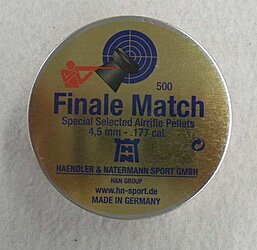 500
Finale Match
Special Selected Airrifle Pellets
4,5 mm - .177 cal.
HAENDLER & NATERMANN SPORT GMBH
H&N GROUP
www.hn-sport.de
MADE IN GERMANY